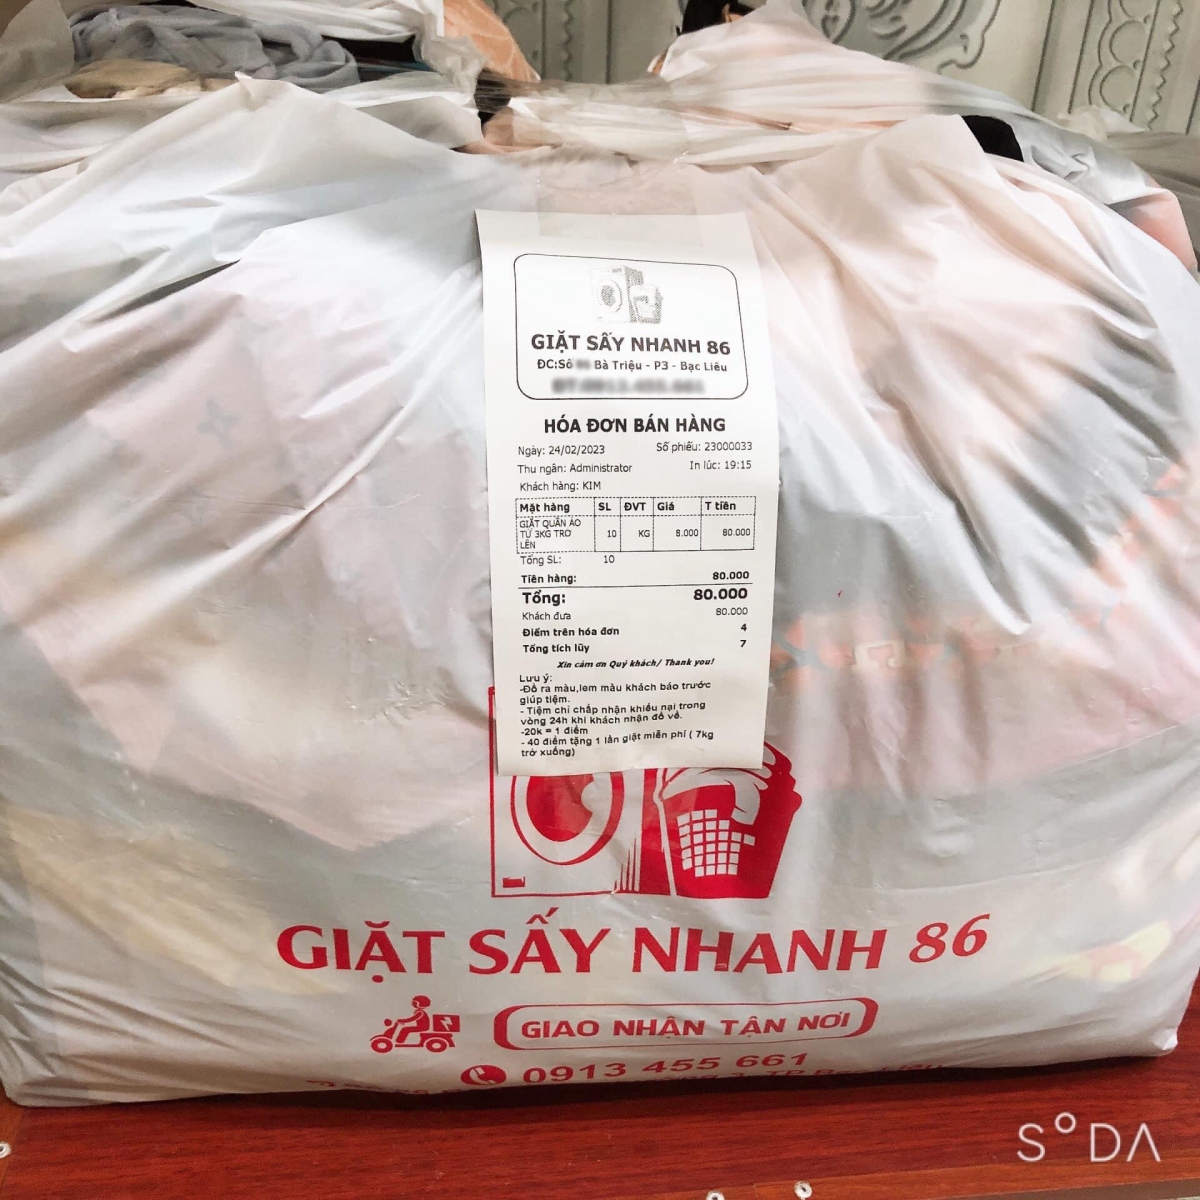 GIẶT SẤY NHANH 86
ĐC:Số Bà Triệu - P3 - Bạc Liêu
HÓA ĐƠN BÁN HÀNG
Ngày: 24/02/2023 Số phiếu: 23000033
Thu ngân: Administrator In lúc: 19:15
Khách hàng: KIM
Mặt hàng SL ĐVT Giá T tiền
GIẶT QUẦN ÁO
TỪ 3KG TRỞ 10 KG 8.000 80.000
LÊN
Tổng SL: 10
Tiền hàng: 80.000
Tổng: 80.000
Khách đưa 80.000
Điểm trên hóa đơn 4
Tổng tích lũy 7
Xin cảm ơn Quý khách/ Thank you!
Lưu ý:
-Đồ ra màu,lem màu khách báo trước
giúp tiệm.
- Tiệm chỉ chấp nhận khiếu nại trong
vòng 24h khi khách nhận đồ về.
-20k = 1 điểm
- 40 điểm tặng 1 lần giặt miễn phí ( 7kg
trở xuống)
GIẶT SẤY NHANH 86
GIAO NHẬN TẬN NƠI
0913 455 661
SODA